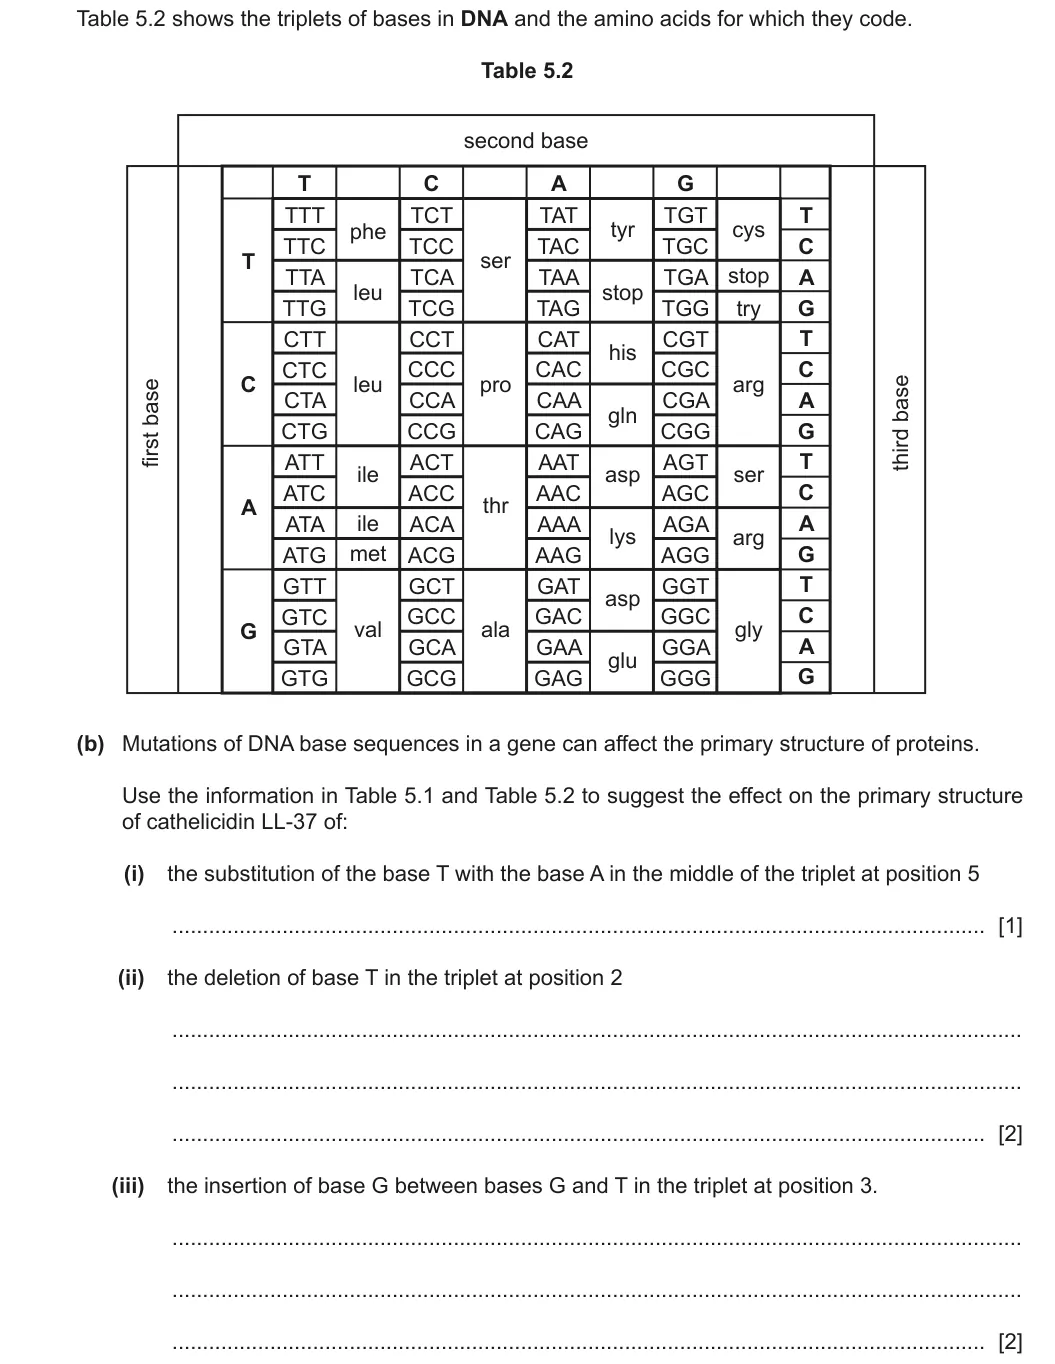 Table 5.2 shows the triplets of bases in DNA and the amino acids for which they code.
Table 5.2
second base
T C A G
first base
third base
TTT phe TCT ser TAT tyr TGT cys T
TTC TCC TAC TGC C
T
TTA leu TCA TAA stop TGA stop A
TTG TCG TAG TGG try G
CTT leu CCT pro CAT his CGT arg T
CTC CCC CAC CGC C
C
CTA CCA CAA gln CGA A
CTG CCG CAG CGG G
ATT ile ACT thr AAT asp AGT ser T
ATC ACC AAC AGC C
A
ATA ile ACA AAA lys AGA arg A
ATG met ACG AAG AGG G
GTT val GCT ala GAT asp GGT gly T
GTC GCC GAC GGC C
G
GTA GCA GAA glu GGA A
GTG GCG GAG GGG G
(b) Mutations of DNA base sequences in a gene can affect the primary structure of proteins.
Use the information in Table 5.1 and Table 5.2 to suggest the effect on the primary structure
of cathelicidin LL-37 of:
(i) the substitution of the base T with the base A in the middle of the triplet at position 5
[1]
(ii) the deletion of base T in the triplet at position 2
[2]
(iii) the insertion of base G between bases G and T in the triplet at position 3.
[2]